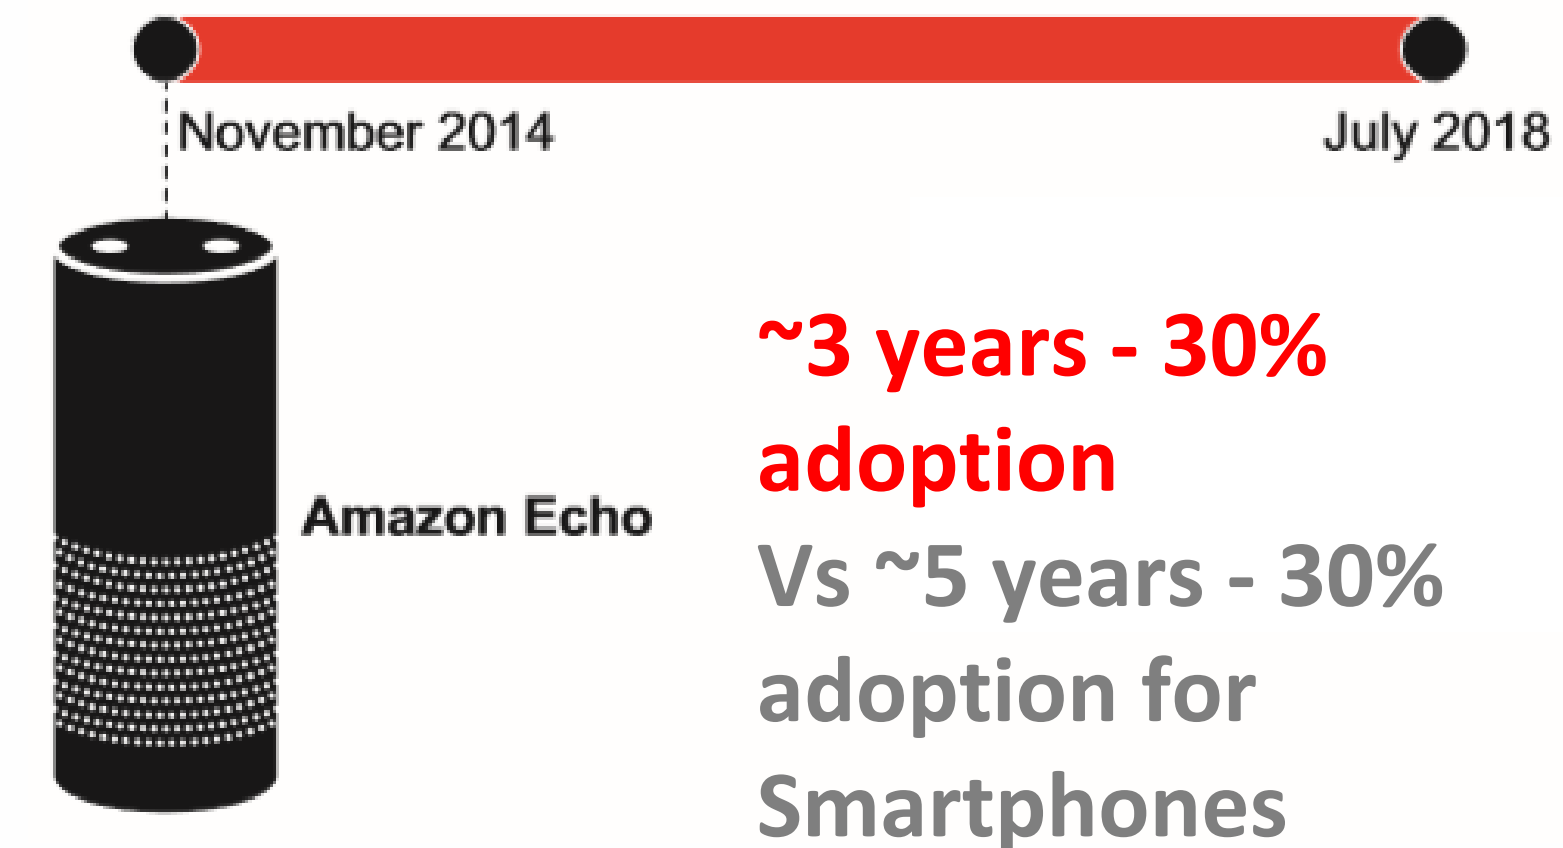 November 2014
July 2018
Amazon Echo
~3 years - 30%
adoption
Vs ~5 years - 30%
adoption for
Smartphones